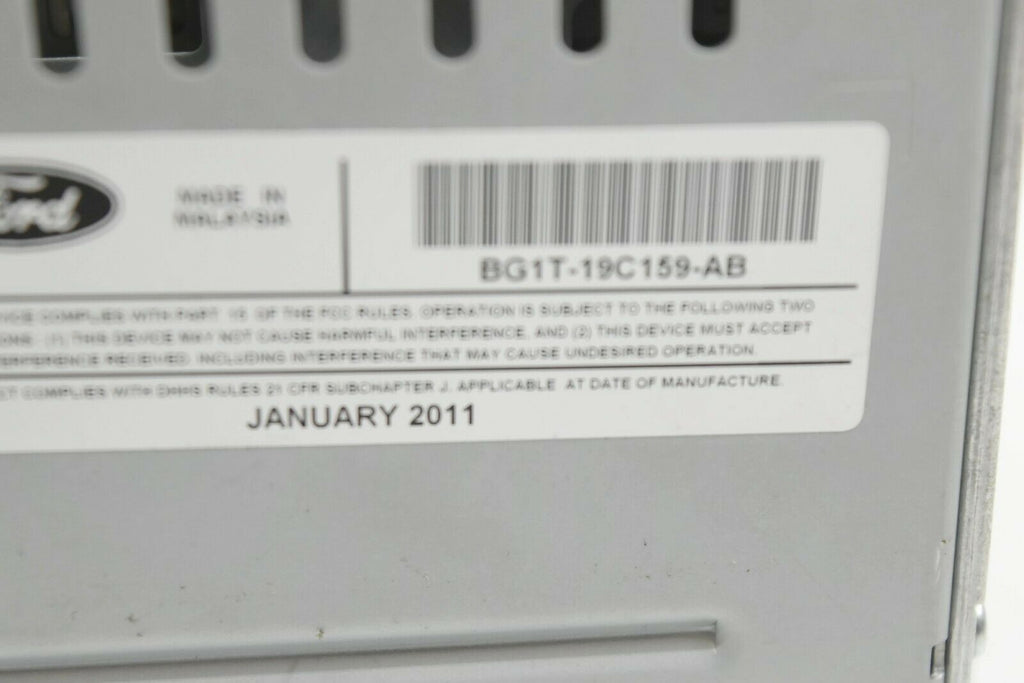 Ford
MADE IN
MALAYSIA
BG1T-19C159-AB
COMPLIES WITH PART 15 OF THE FCC RULES. OPERATION IS SUBJECT TO THE FOLLOWING TWO
(1) THIS DEVICE MAY NOT CAUSE HARMFUL INTERFERENCE, AND (2) THIS DEVICE MUST ACCEPT
RECEIVED, INCLUDING INTERFERENCE THAT MAY CAUSE UNDESIRED OPERATION.
COMPLIES WITH DHHS RULES 21 CFR SUBCHAPTER J. APPLICABLE AT DATE OF MANUFACTURE.
JANUARY 2011